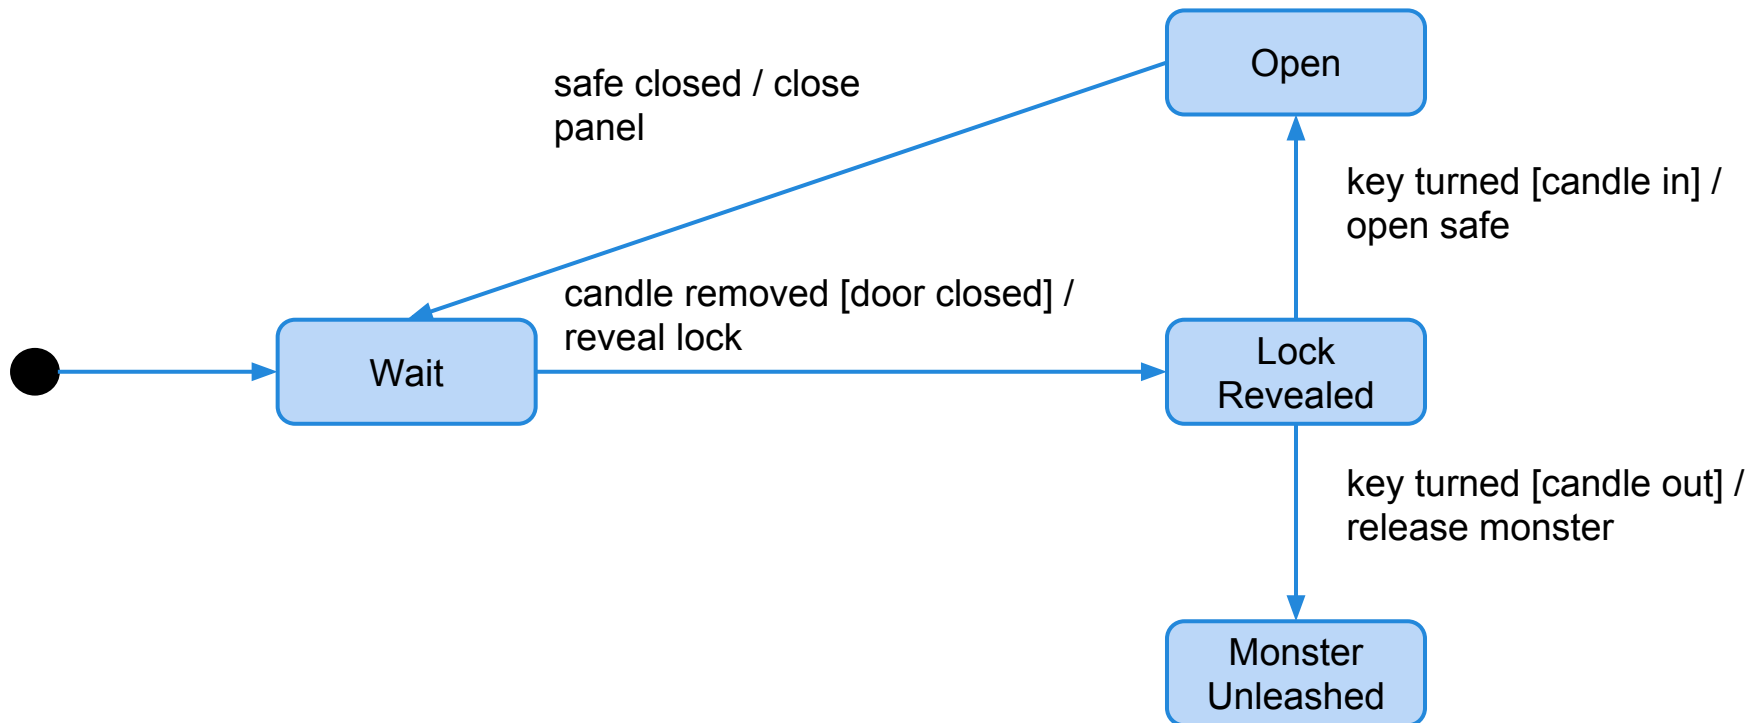 Open
safe closed / close
panel
key turned [candle in] /
open safe
candle removed [door closed] /
reveal lock
Wait
Lock
Revealed
key turned [candle out] /
release monster
Monster
Unleashed